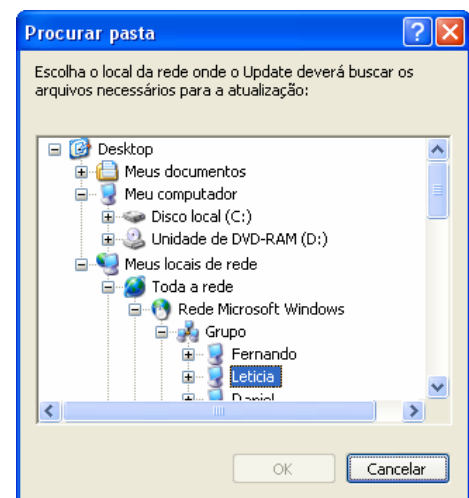 Procurar pasta
Escolha o local da rede onde o Update deverá buscar os
arquivos necessários para a atualização:
Desktop
Meus documentos
Meu computador
Disco local (C:)
Unidade de DVD-RAM (D:)
Meus locais de rede
Toda a rede
Rede Microsoft Windows
Grupo
Fernando
Leticia
Daniel
OK
Cancelar